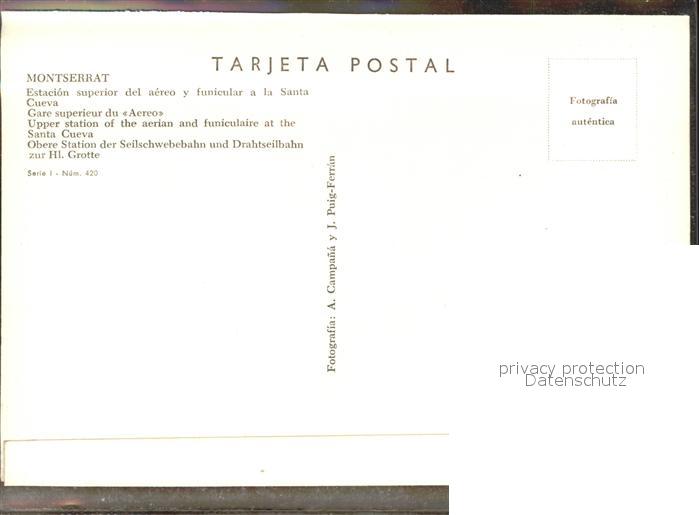 TARJETA POSTAL
MONTSERRAT
Estación superior del aéreo y funicular a la Santa
Cueva
Gare superieur du «Aereo»
Upper station of the aerian and funiculaire at the
Santa Cueva
Obere Station der Seilschwebebahn und Drahtseilbahn
zur Hl. Grotte
Serie I - Núm. 420
Fotografía
auténtica
Fotografía: A. Campañá y J. Puig-Ferrán
privacy protection
Datenschutz